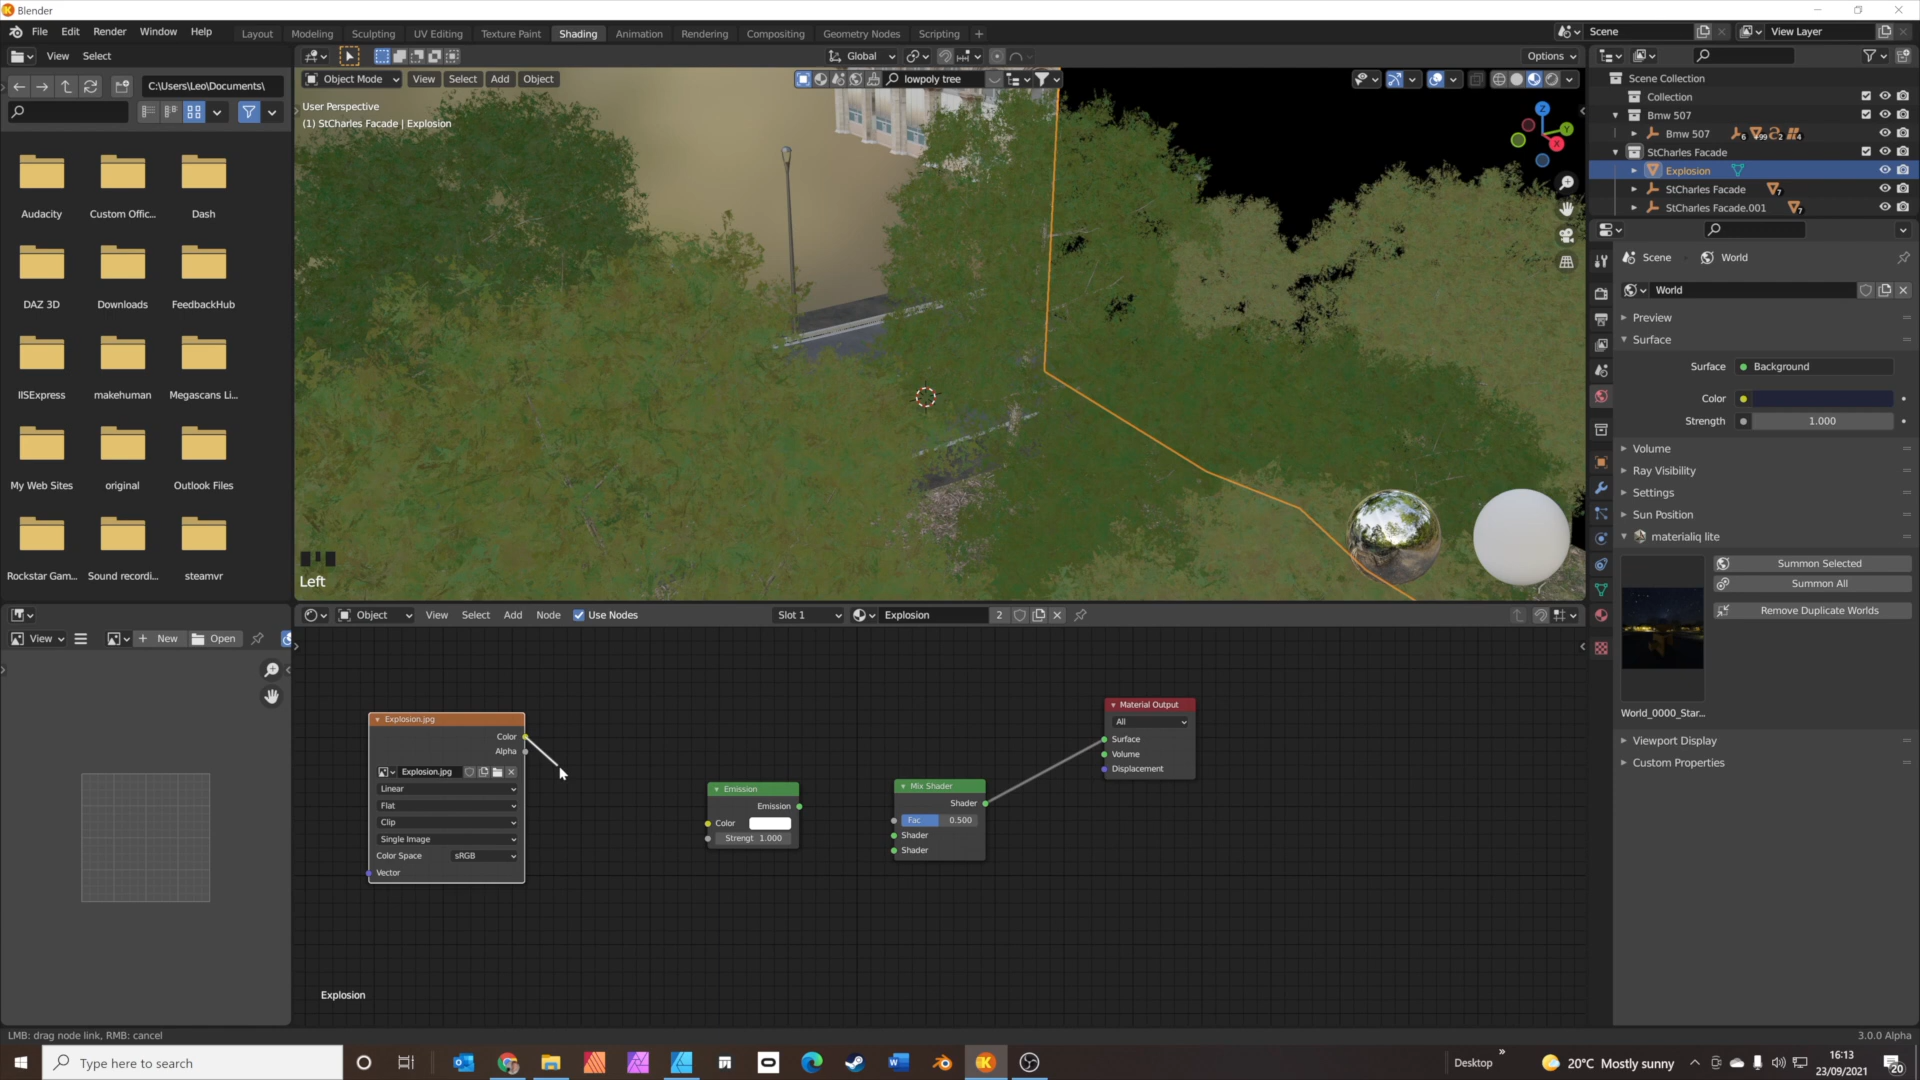 Blender
File Edit Render Window Help
Layout Modeling Sculpting UV Editing Texture Paint Shading Animation Rendering Compositing Geometry Nodes Scripting +
Scene
View Layer
View Select
Global
Options
C:\Users\Leo\Documents\
Object Mode View Select Add Object
lowpoly tree
User Perspective
(1) StCharles Facade | Explosion
Z
Y
X
Left
Audacity
Custom Offic...
Dash
DAZ 3D
Downloads
FeedbackHub
IISExpress
makehuman
Megascans Li...
My Web Sites
original
Outlook Files
Rockstar Gam...
Sound recordi...
steamvr
Scene Collection
Collection
Bmw 507
Bmw 507 6 99 2 4
StCharles Facade
Explosion
StCharles Facade 7
StCharles Facade.001 7
Scene World
World
Preview
Surface
Surface Background
Color
Strength 1.000
Volume
Ray Visibility
Settings
Sun Position
materialiq lite
Summon Selected
Summon All
Remove Duplicate Worlds
World_0000_Star...
Viewport Display
Custom Properties
View + New Open
Object View Select Add Node Use Nodes Slot 1 Explosion 2
Explosion.jpg
Color
Alpha
Explosion.jpg
Linear
Flat
Clip
Single Image
Color Space sRGB
Vector
Emission
Emission
Color
Strengt 1.000
Mix Shader
Shader
Fac 0.500
Shader
Shader
Material Output
All
Surface
Volume
Displacement
Explosion
LMB: drag node link, RMB: cancel
3.0.0 Alpha
Type here to search
Desktop
20°C Mostly sunny
16:13
23/09/2021
20